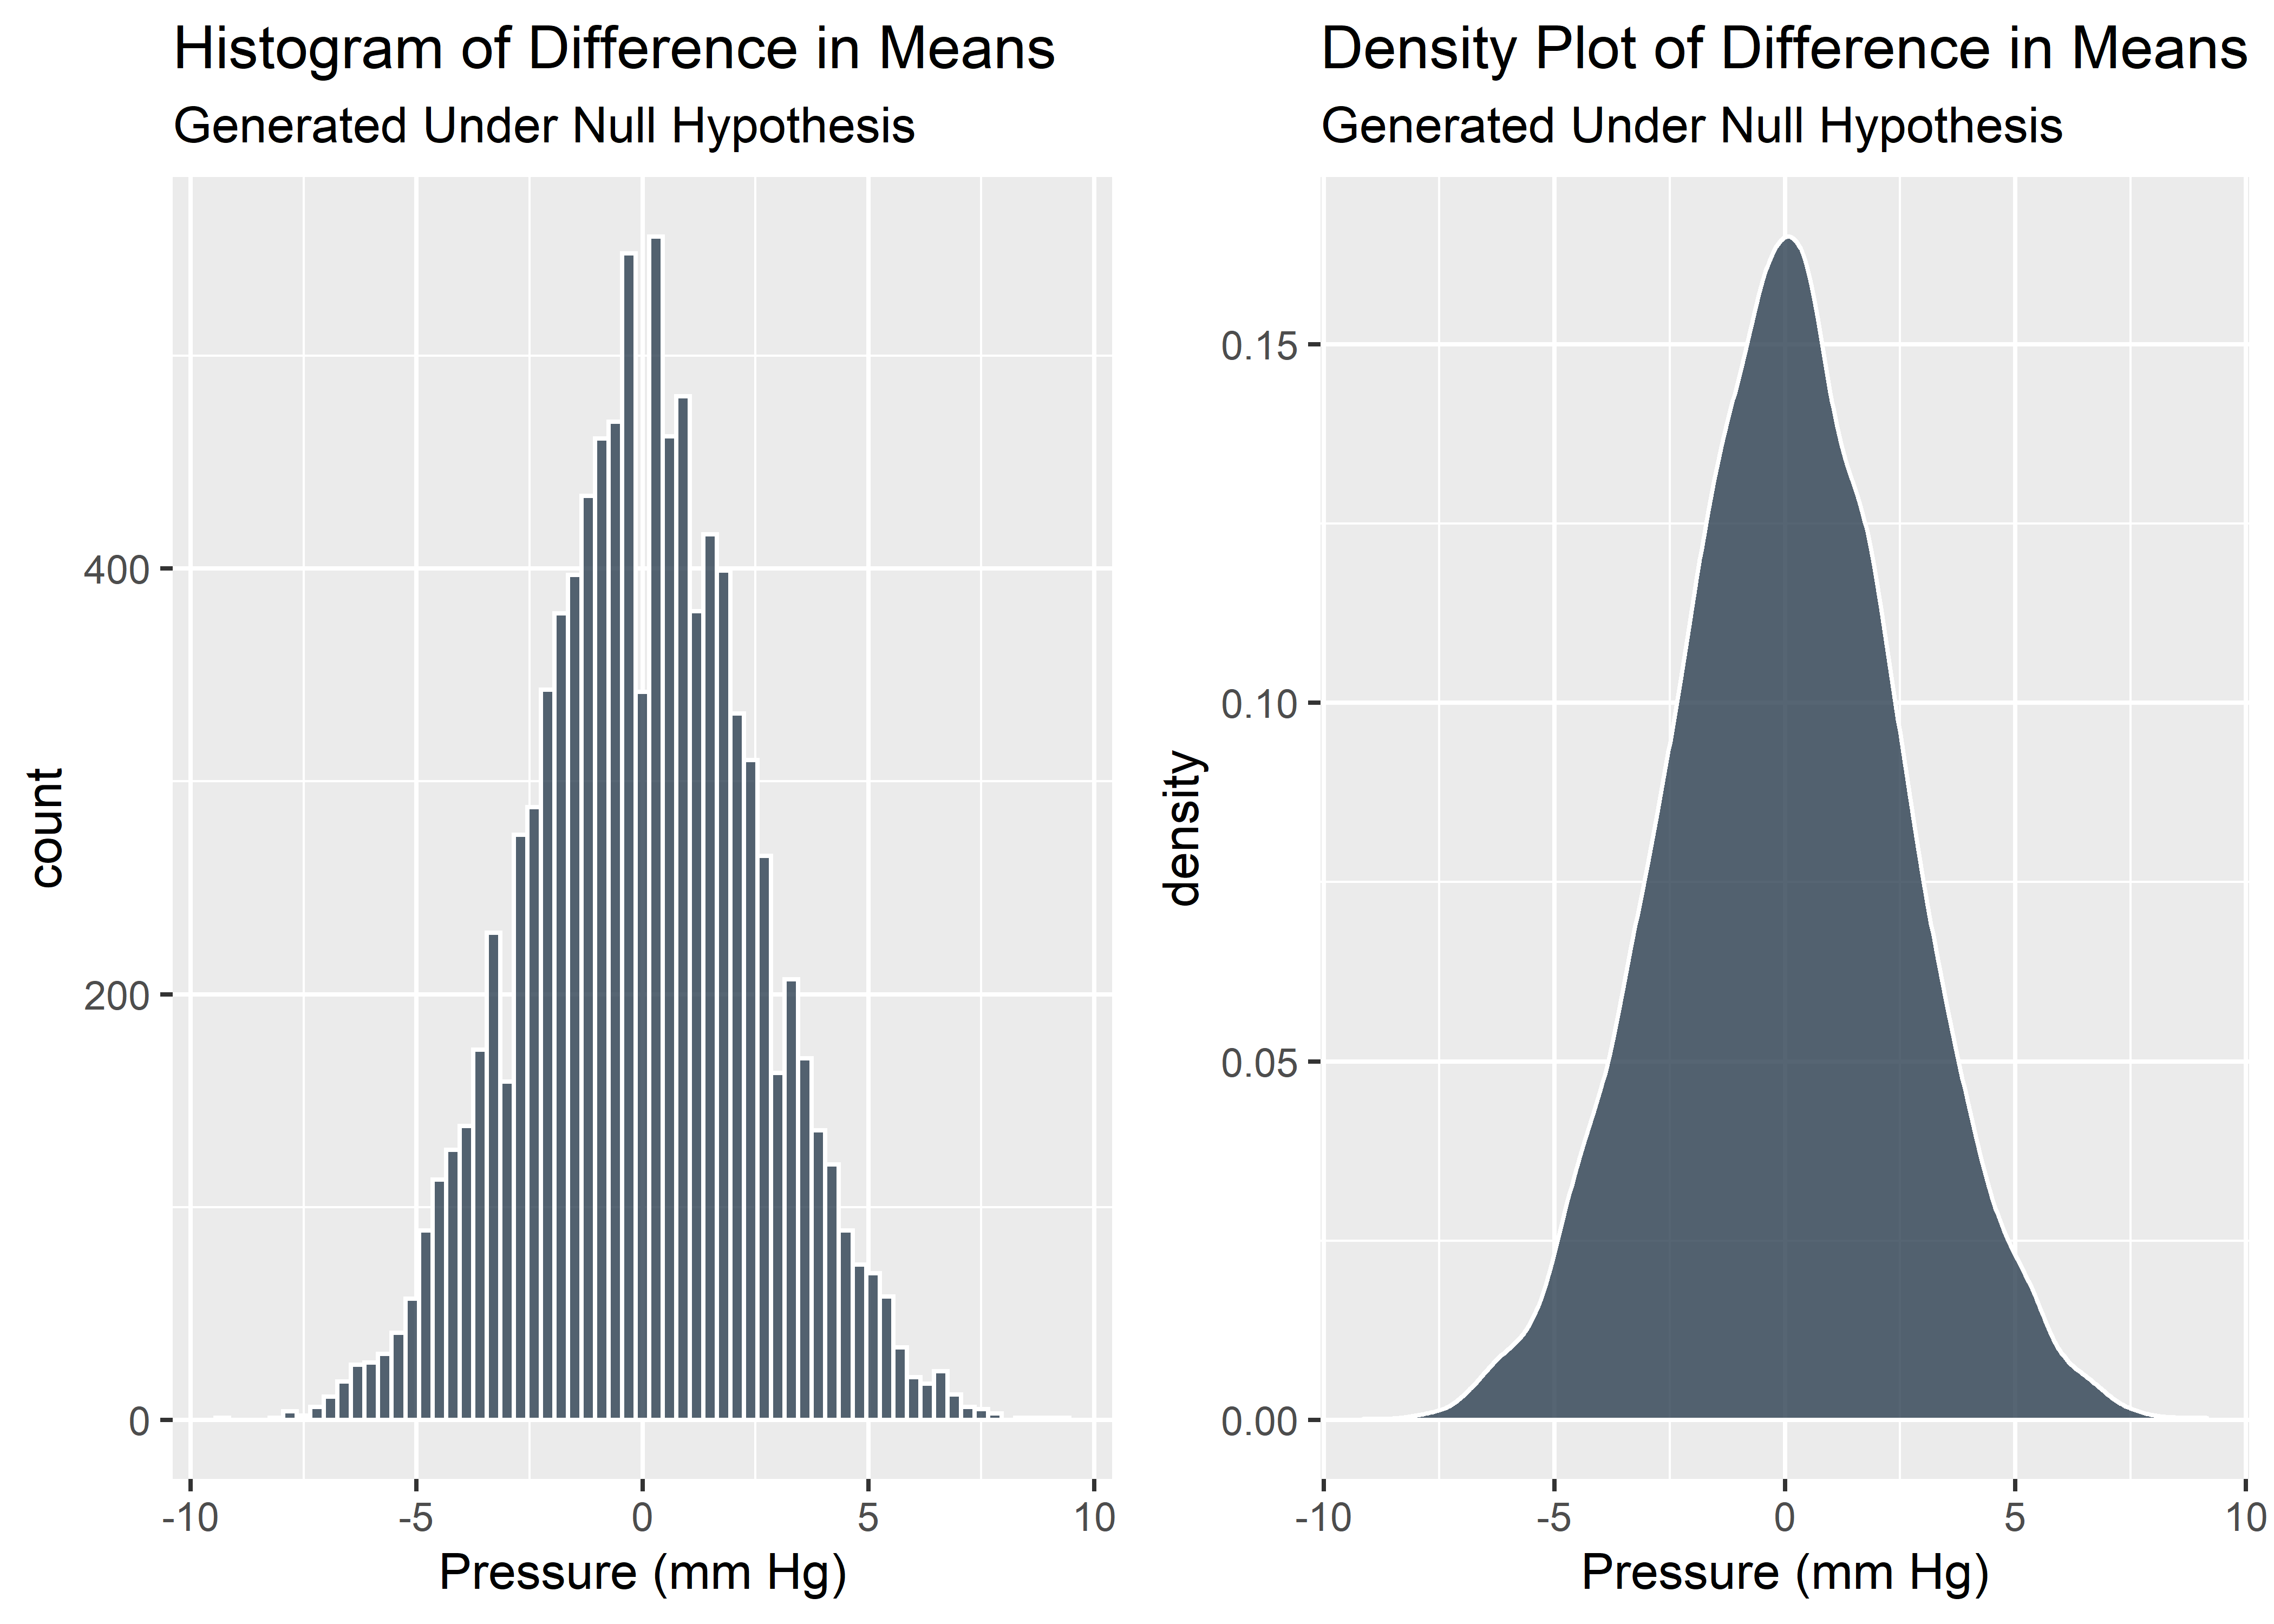 Histogram of Difference in Means
Generated Under Null Hypothesis
count
400
200
0
-10
-5
0
5
10
Pressure (mm Hg)
Density Plot of Difference in Means
Generated Under Null Hypothesis
density
0.15
0.10
0.05
0.00
-10
-5
0
5
10
Pressure (mm Hg)